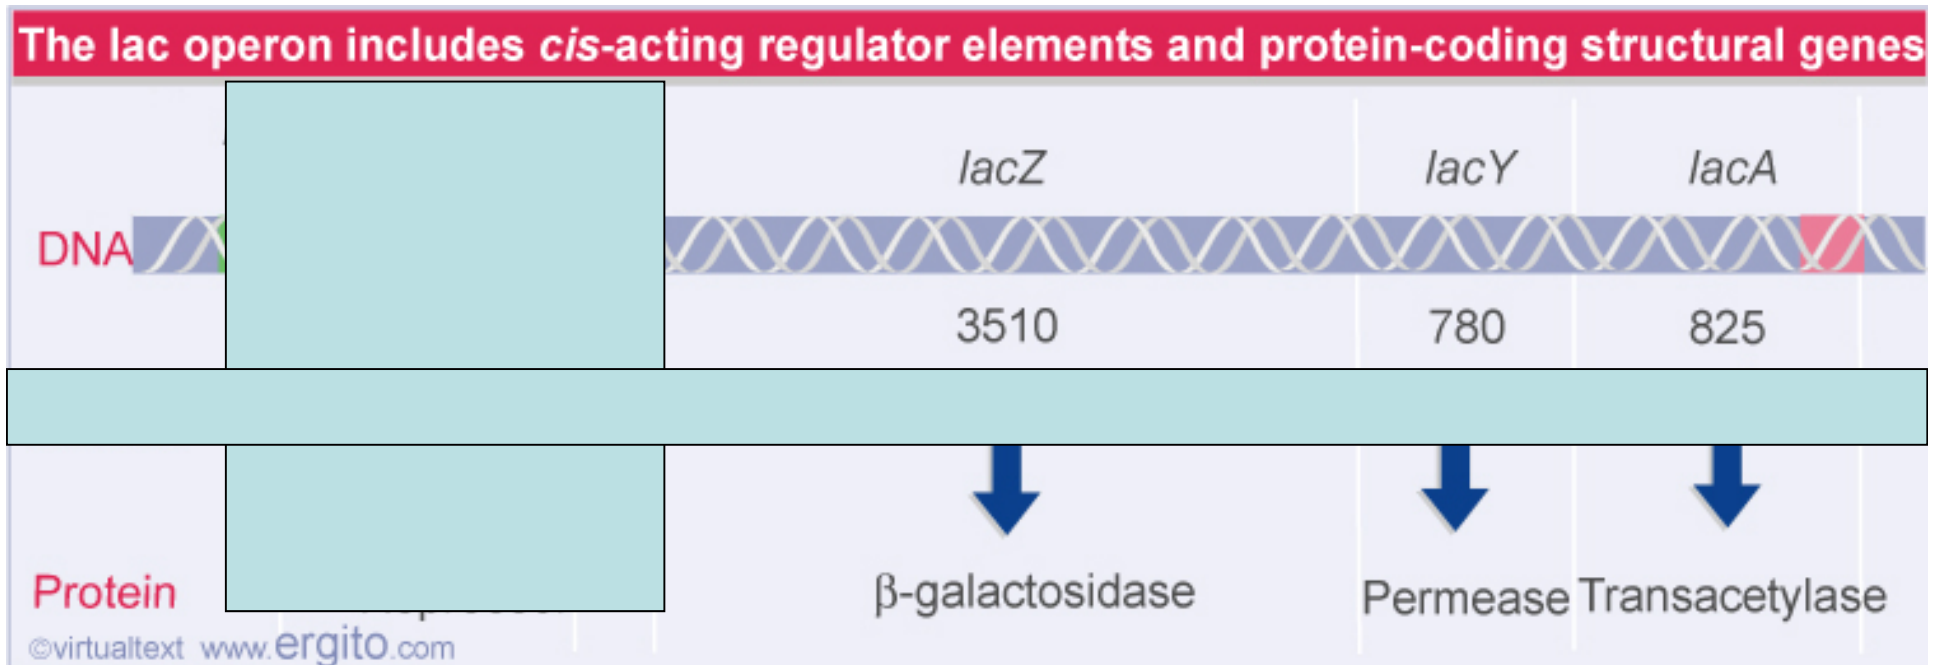 The lac operon includes cis-acting regulator elements and protein-coding structural genes
lacZ lacY lacA
DNA
3510 780 825
Protein β-galactosidase Permease Transacetylase
©virtualtext www.ergito.com